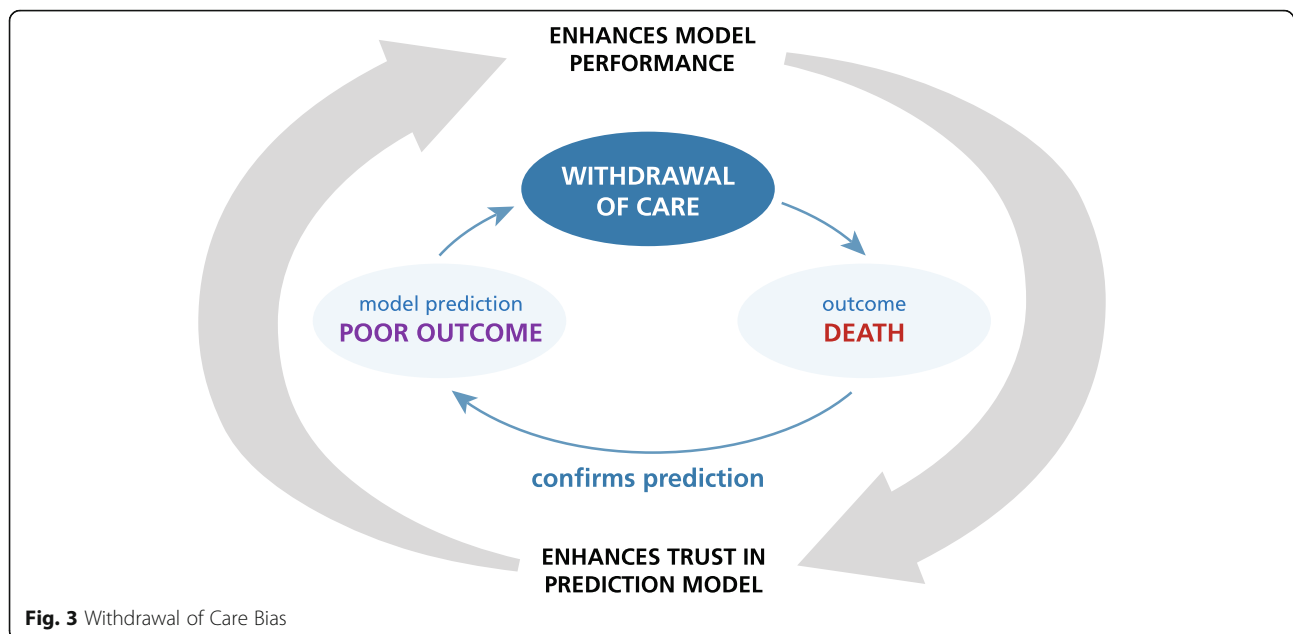 ENHANCES MODEL
PERFORMANCE
WITHDRAWAL
OF CARE
model prediction
POOR OUTCOME
outcome
DEATH
confirms prediction
ENHANCES TRUST IN
PREDICTION MODEL
Fig. 3 Withdrawal of Care Bias